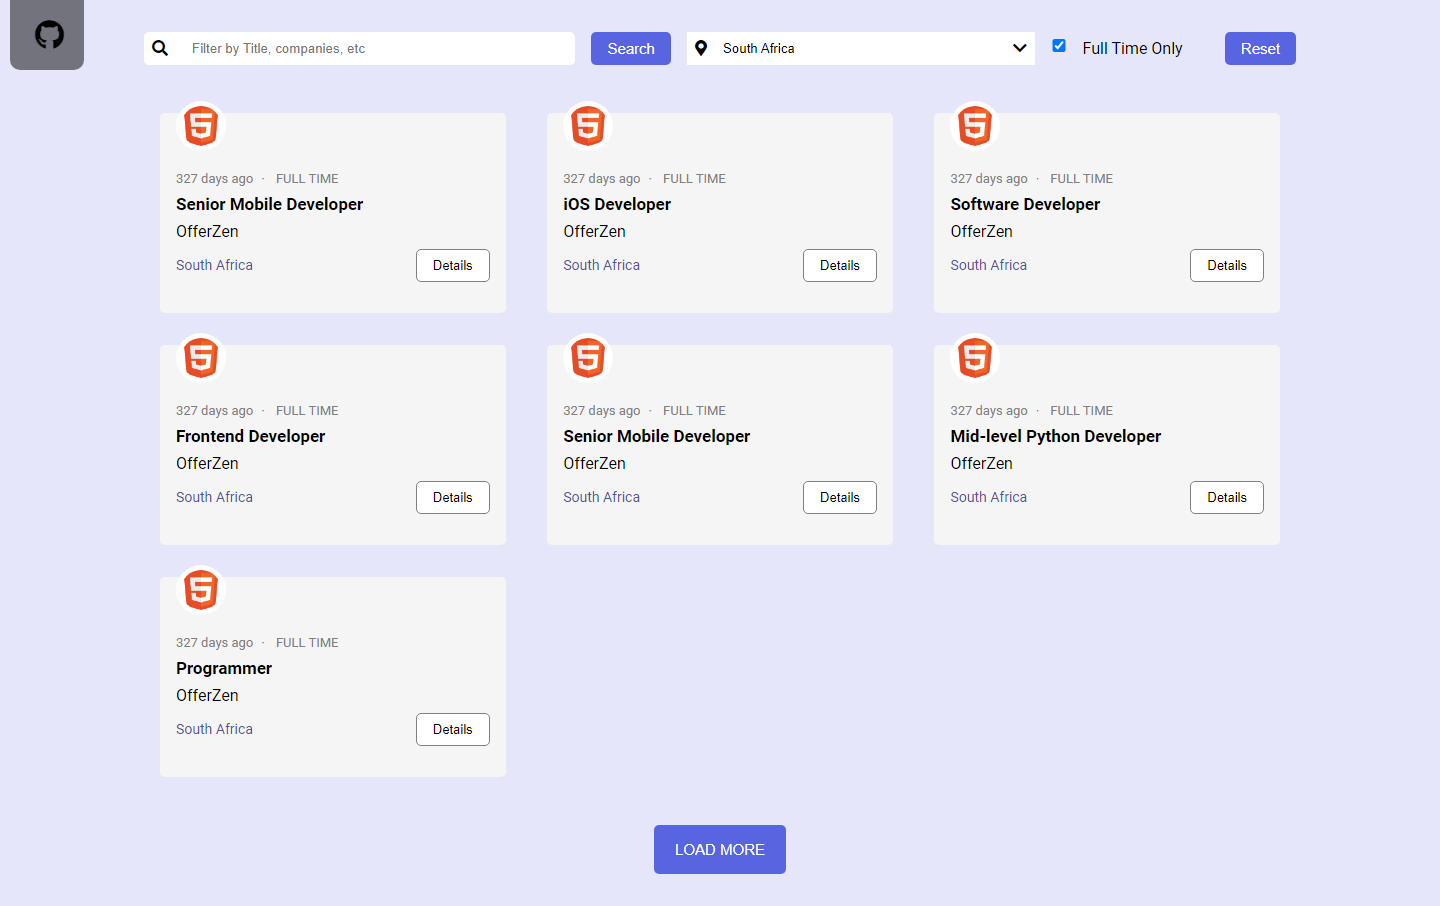 Filter by Title, companies, etc
Search
South Africa
Full Time Only
Reset
327 days ago · FULL TIME
Senior Mobile Developer
OfferZen
South Africa
Details
327 days ago · FULL TIME
iOS Developer
OfferZen
South Africa
Details
327 days ago · FULL TIME
Software Developer
OfferZen
South Africa
Details
327 days ago · FULL TIME
Frontend Developer
OfferZen
South Africa
Details
327 days ago · FULL TIME
Senior Mobile Developer
OfferZen
South Africa
Details
327 days ago · FULL TIME
Mid-level Python Developer
OfferZen
South Africa
Details
327 days ago · FULL TIME
Programmer
OfferZen
South Africa
Details
LOAD MORE